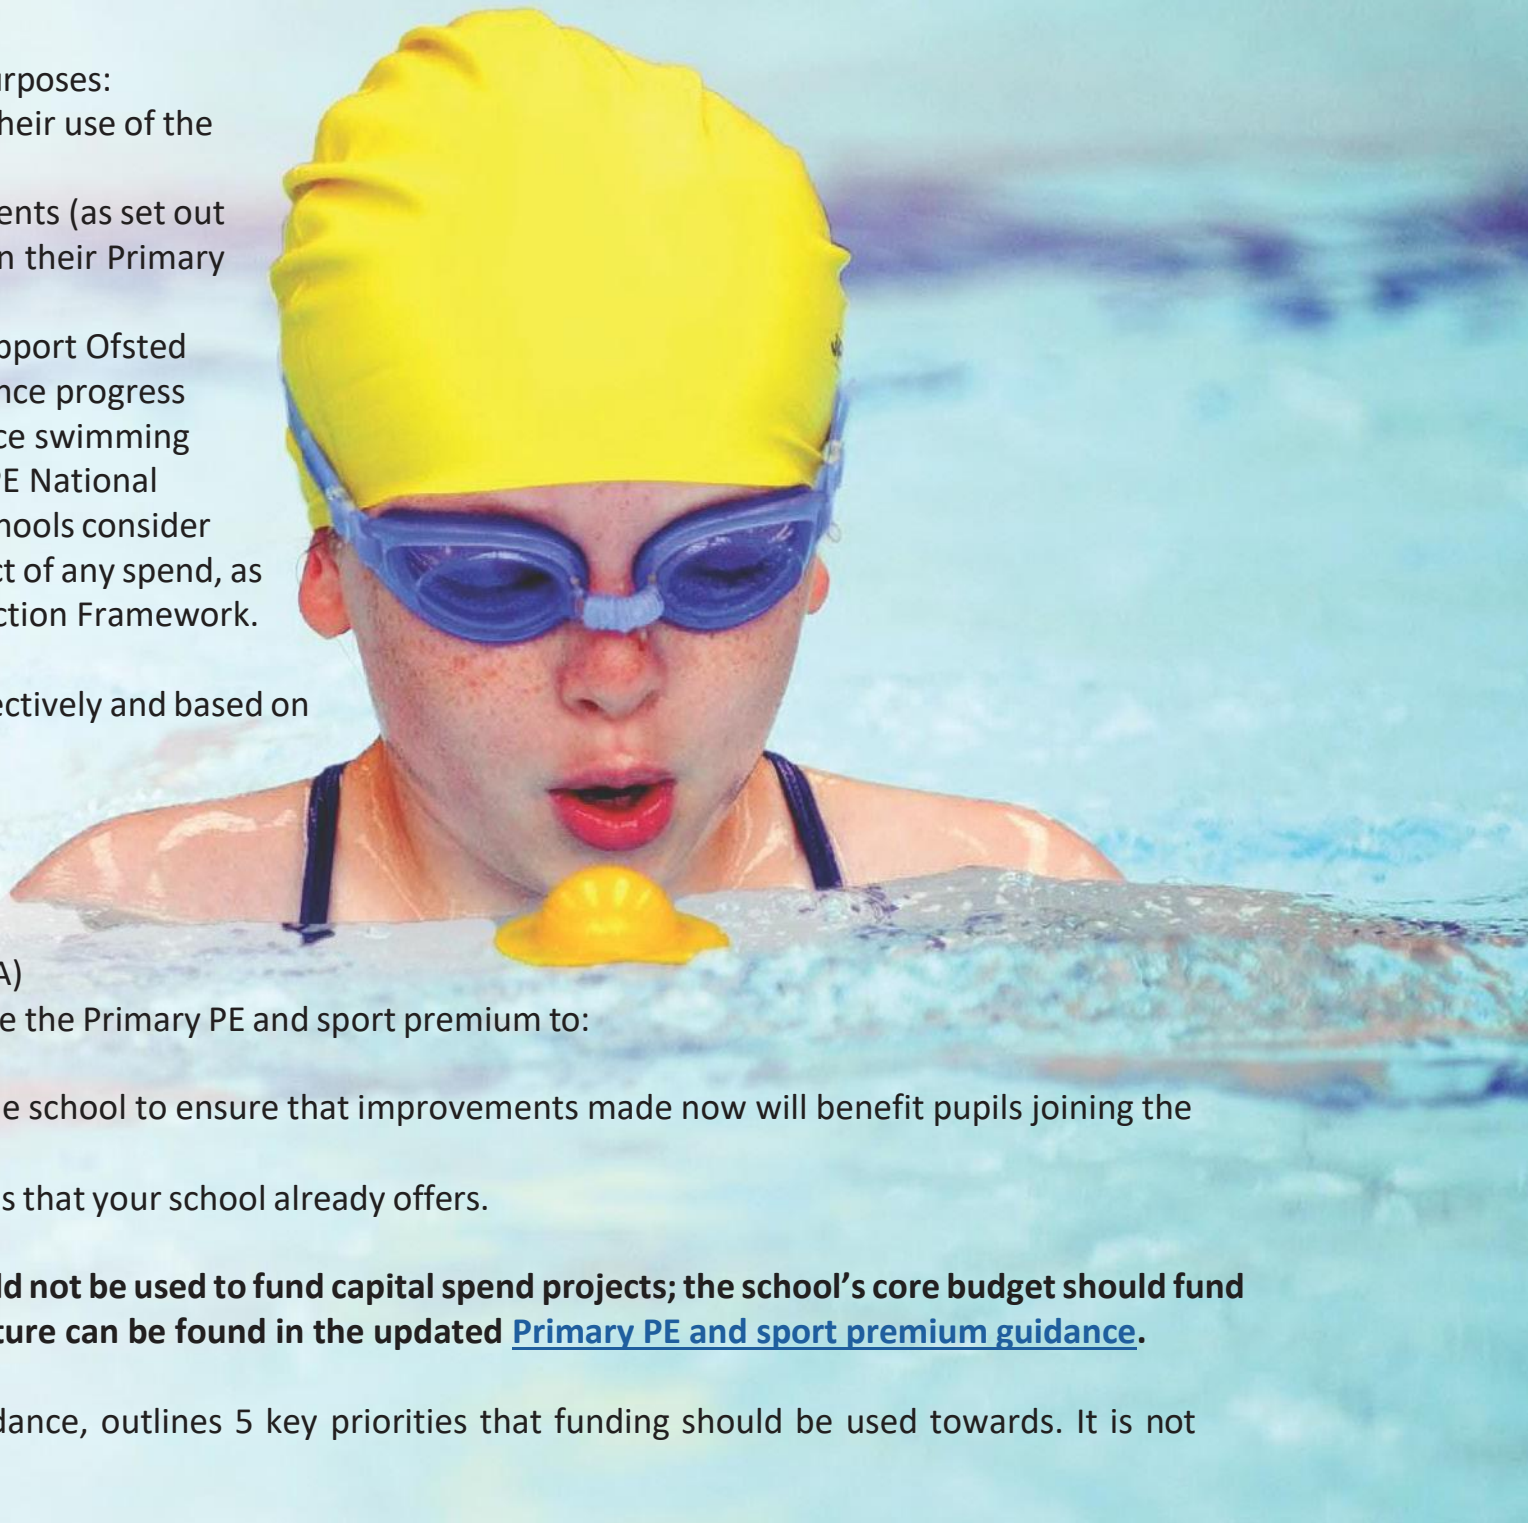 urposes:
heir use of the
ents (as set out
n their Primary
pport Ofsted
nce progress
ce swimming
PE National
hools consider
ct of any spend, as
ction Framework.
ectively and based on
A)
e the Primary PE and sport premium to:
e school to ensure that improvements made now will benefit pupils joining the
s that your school already offers.
ld not be used to fund capital spend projects; the school’s core budget should fund
ture can be found in the updated Primary PE and sport premium guidance.
dance, outlines 5 key priorities that funding should be used towards. It is not